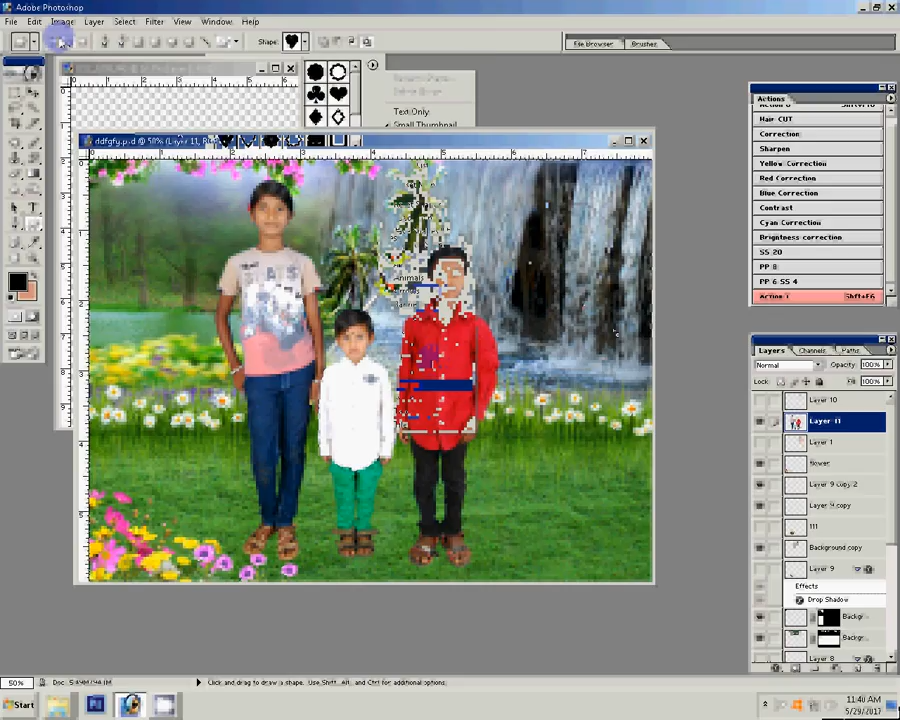 Adobe Photoshop
File Edit Image Layer Select Filter View Window Help
Shape:
File Browser Brushes
Text Only
Small Thumbnail
Animals
Actions
Hair CUT
Correction
Sharpen
Yellow Correction
Red Correction
Blue Correction
Contrast
Cyan Correction
Brightness correction
SS 20
PP 8
PP 6 SS 4
Action 1 Shft+F6
Layers Channels Paths
Normal Opacity: 100%
Lock: Fill: 100%
Layer 10
Layer 11
Layer 1
flower
Layer 9 copy 2
Layer 9 copy
111
Background copy
Layer 9
Effects
Drop Shadow
Backgr
Backgr
Layer 8
50% Click and drag to draw a shape. Use Shift, Alt, and Ctrl for additional options.
Start
11:40 AM
5/29/2017